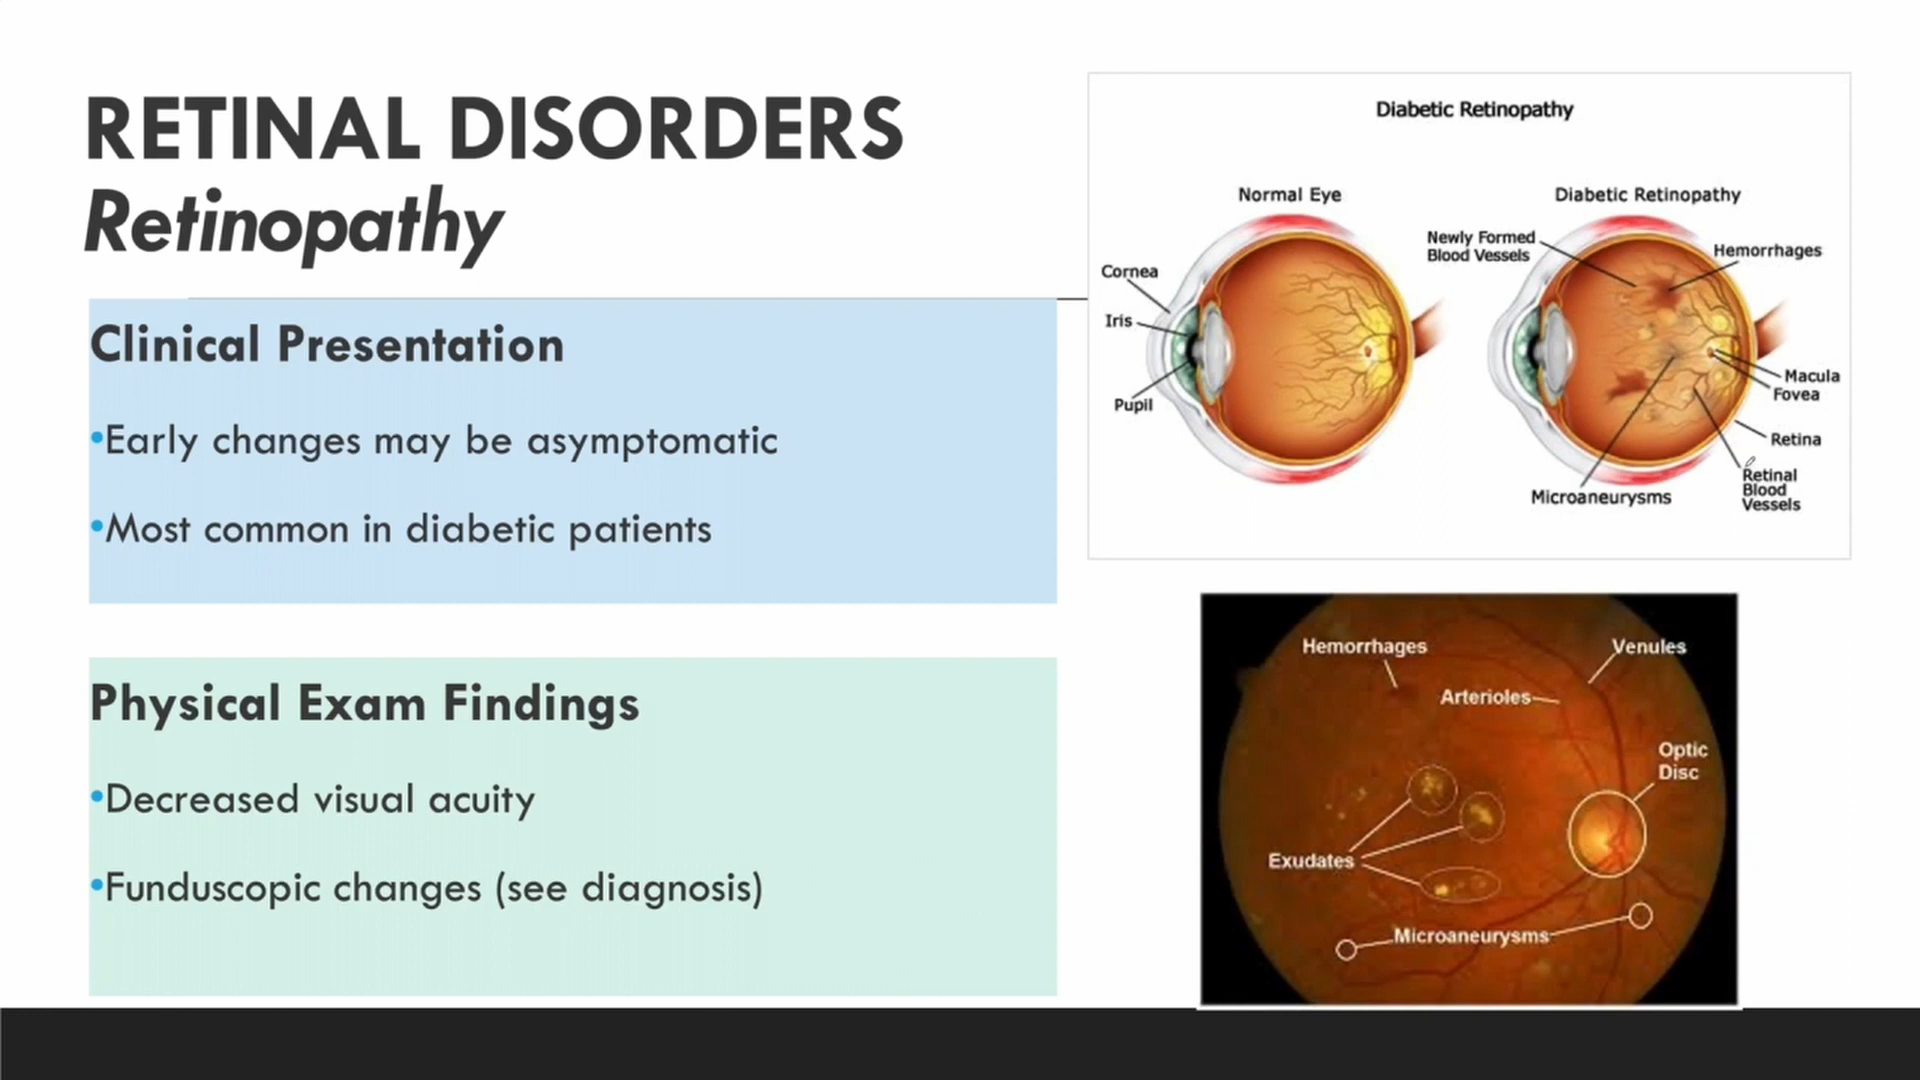 RETINAL DISORDERS
Retinopathy
Clinical Presentation
•Early changes may be asymptomatic
•Most common in diabetic patients
Physical Exam Findings
•Decreased visual acuity
•Funduscopic changes (see diagnosis)
Diabetic Retinopathy
Normal Eye
Cornea
Iris
Pupil
Diabetic Retinopathy
Newly Formed
Blood Vessels
Hemorrhages
Macula
Fovea
Retina
Retinal
Blood
Vessels
Microaneurysms
Hemorrhages
Venules
Arterioles
Optic
Disc
Exudates
Microaneurysms